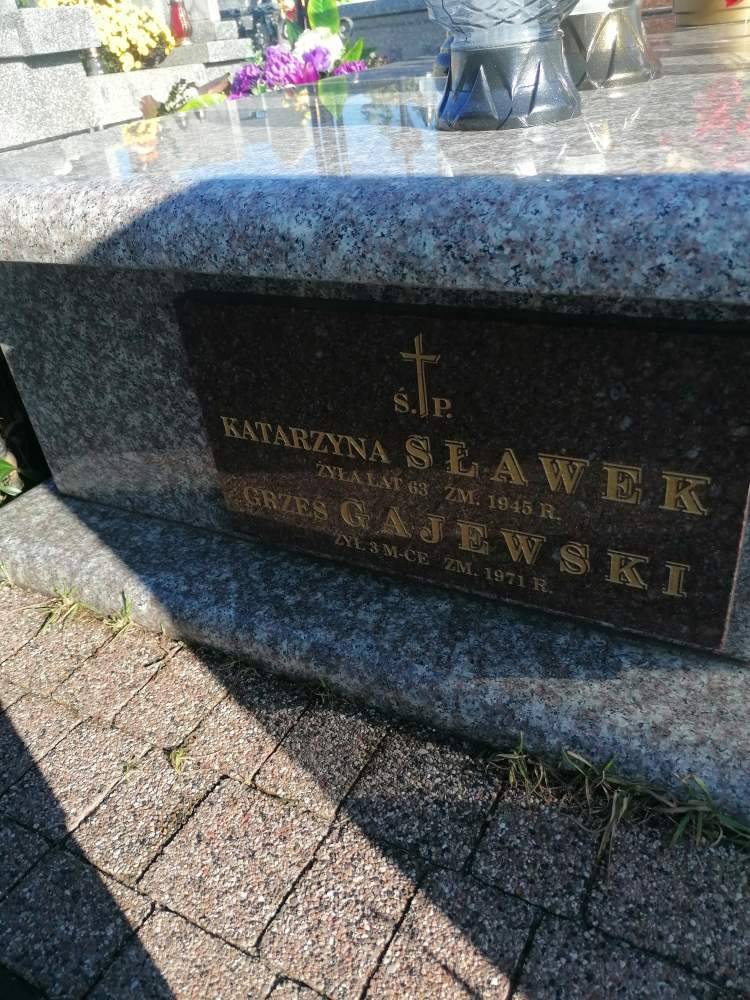 Ś.P.
KATARZYNA SŁAWEK
ŻYŁA LAT 63 ZM. 1945 R.
GRZEŚ GAJEWSKI
ŻYŁ 3 M-CE ZM. 1971 R.